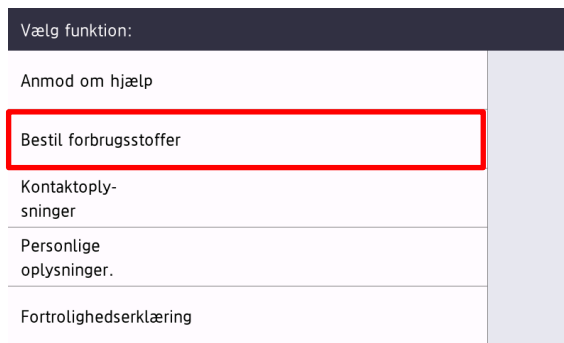 Vælg funktion:
Anmod om hjælp
Bestil forbrugsstoffer
Kontaktoply-
sninger
Personlige
oplysninger.
Fortrolighedserklæring